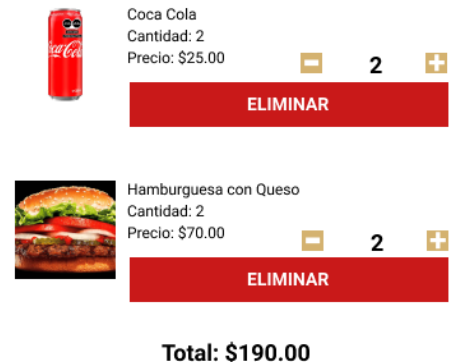 Coca Cola
Cantidad: 2
Precio: $25.00
2
ELIMINAR
Hamburguesa con Queso
Cantidad: 2
Precio: $70.00
2
ELIMINAR
Total: $190.00